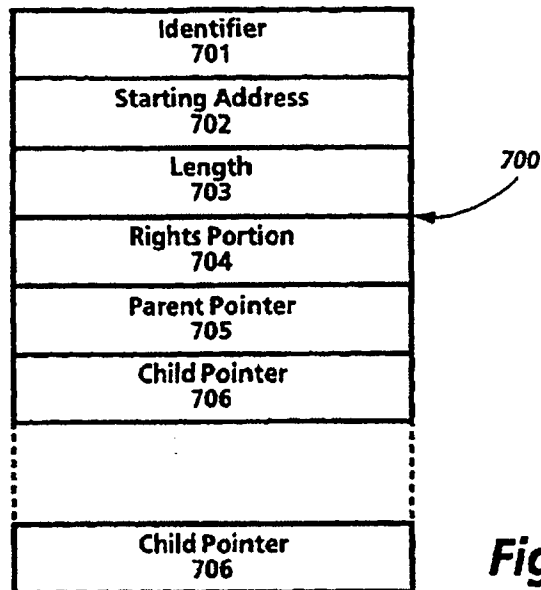 Identifier
701
Starting Address
702
Length
703
700
Rights Portion
704
Parent Pointer
705
Child Pointer
706
Child Pointer
706
Fig